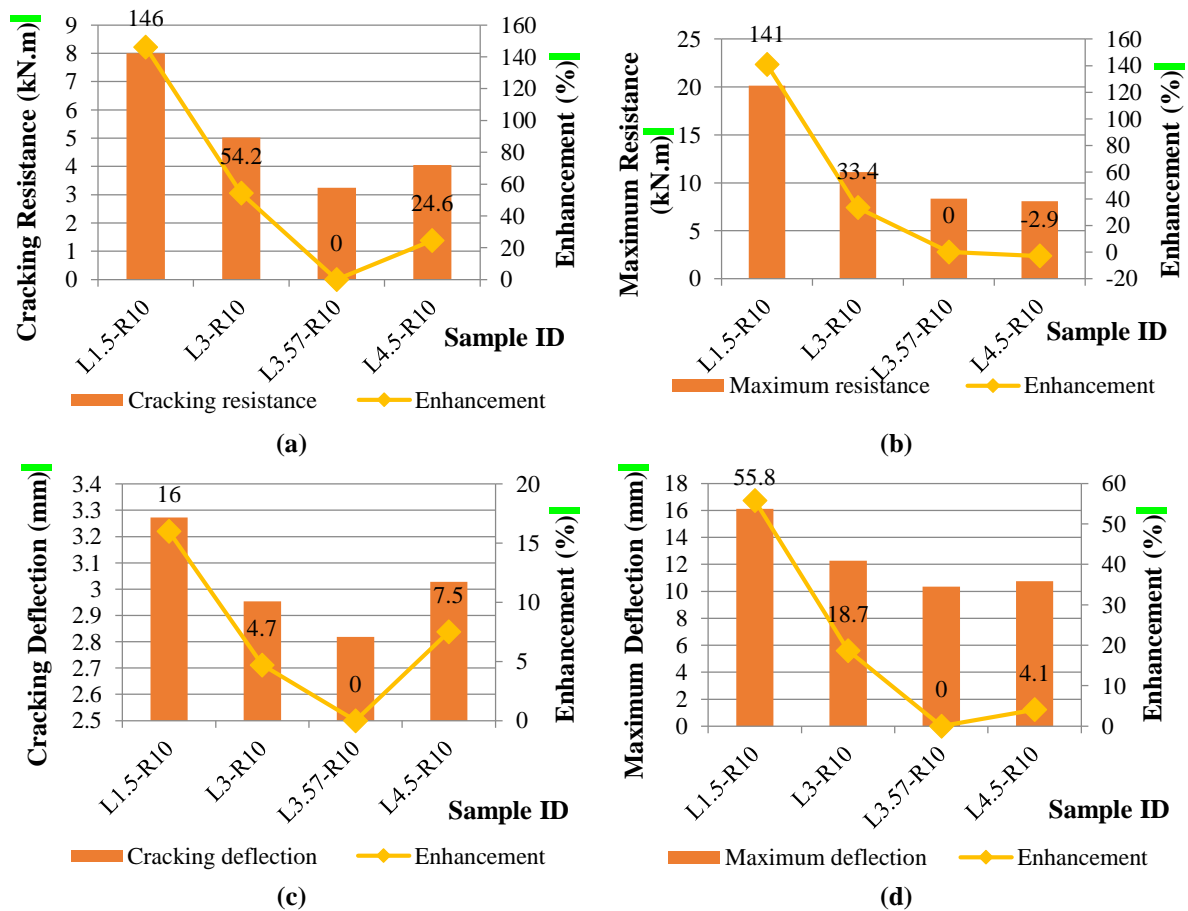 Cracking Resistance (kN.m)
9
8
7
6
5
4
3
2
1
0
146
54.2
0
24.6
160
140
120
100
80
60
40
20
0
Enhancement (%)
L1.5-R10
L3-R10
L3.57-R10
L4.5-R10
Sample ID
Cracking resistance
Enhancement
(a)
Maximum Resistance
(kN.m)
25
20
15
10
5
0
141
33.4
0
-2.9
160
140
120
100
80
60
40
20
0
-20
Enhancement (%)
L1.5-R10
L3-R10
L3.57-R10
L4.5-R10
Sample ID
Maximum resistance
Enhancement
(b)
Cracking Deflection (mm)
3.4
3.3
3.2
3.1
3
2.9
2.8
2.7
2.6
2.5
16
4.7
0
7.5
20
15
10
5
0
Enhancement (%)
L1.5-R10
L3-R10
L3.57-R10
L4.5-R10
Sample ID
Cracking deflection
Enhancement
(c)
Maximum Deflection (mm)
18
16
14
12
10
8
6
4
2
0
55.8
18.7
0
4.1
60
50
40
30
20
10
0
Enhancement (%)
L1.5-R10
L3-R10
L3.57-R10
L4.5-R10
Sample ID
Maximum deflection
Enhancement
(d)